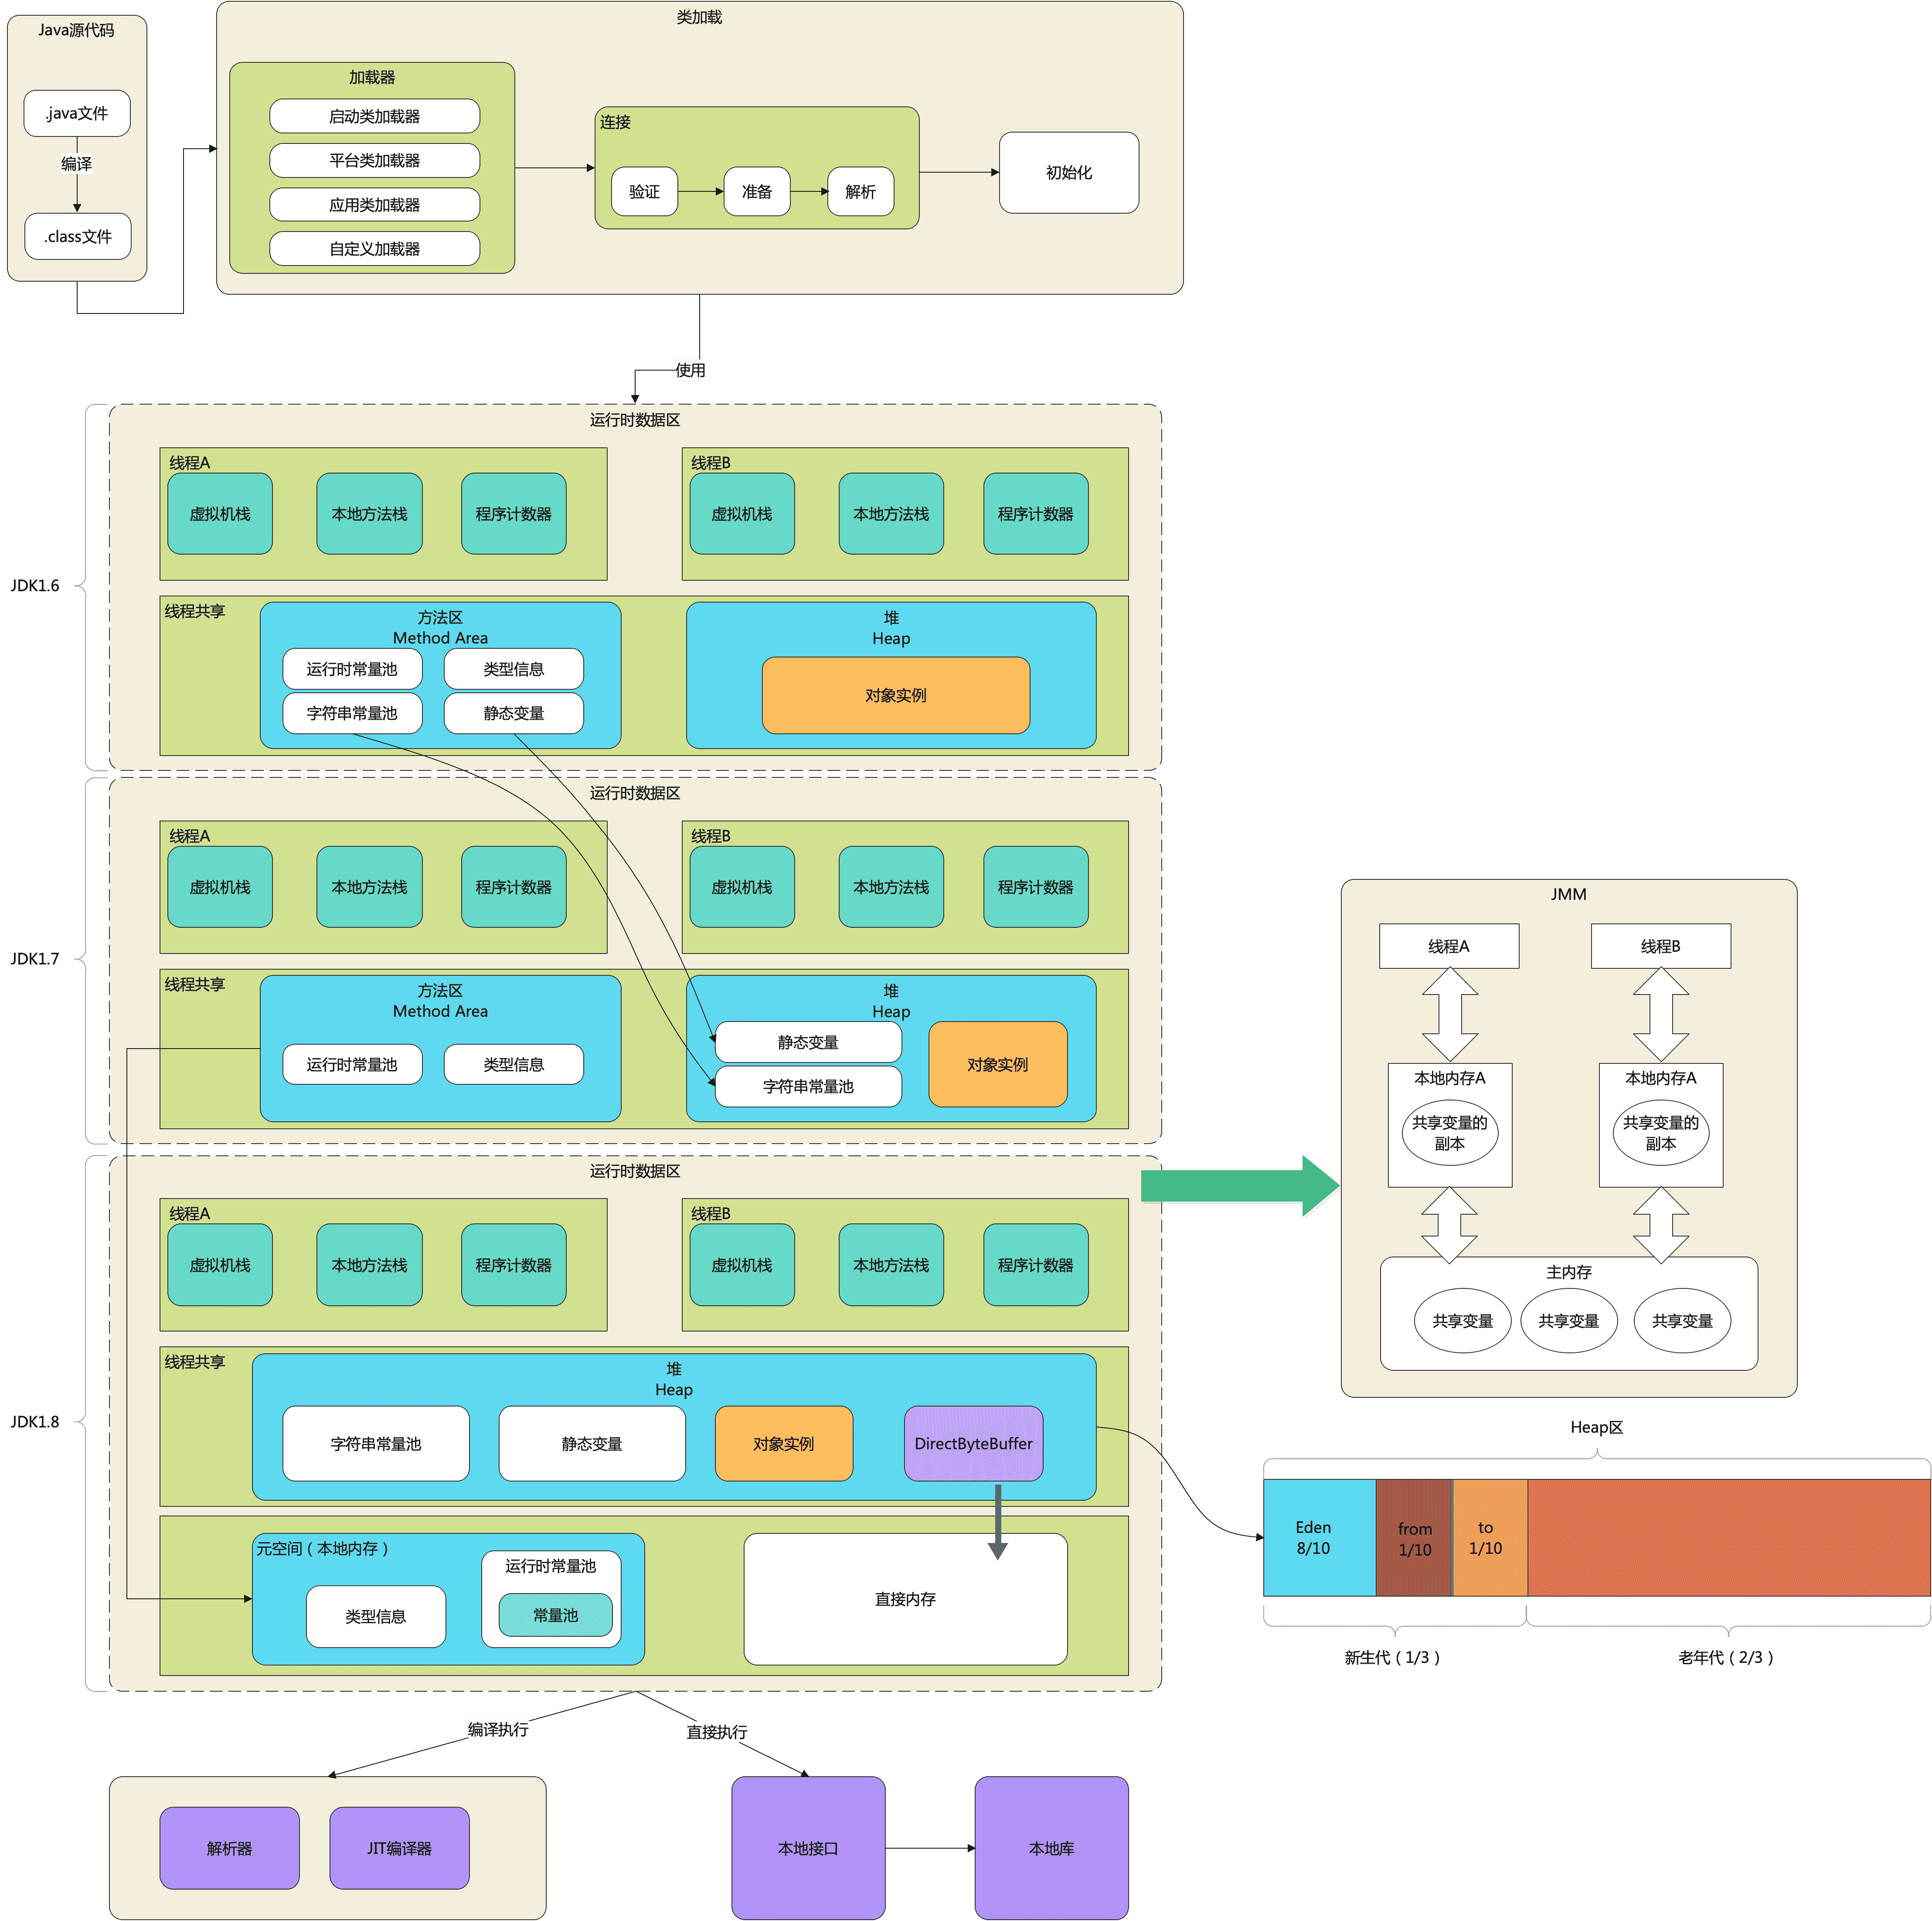 Java源代码
.java文件
编译
.class文件
类加载
加载器
启动类加载器
平台类加载器
应用类加载器
自定义加载器
连接
验证
准备
解析
初始化
使用
JDK1.6
运行时数据区
线程A
虚拟机栈
本地方法栈
程序计数器
线程B
虚拟机栈
本地方法栈
程序计数器
线程共享
方法区
Method Area
运行时常量池
类型信息
字符串常量池
静态变量
堆
Heap
对象实例
JDK1.7
运行时数据区
线程A
虚拟机栈
本地方法栈
程序计数器
线程B
虚拟机栈
本地方法栈
程序计数器
线程共享
方法区
Method Area
运行时常量池
类型信息
堆
Heap
静态变量
字符串常量池
对象实例
JDK1.8
运行时数据区
线程A
虚拟机栈
本地方法栈
程序计数器
线程B
虚拟机栈
本地方法栈
程序计数器
线程共享
堆
Heap
字符串常量池
静态变量
对象实例
DirectByteBuffer
元空间（本地内存）
类型信息
运行时常量池
常量池
直接内存
编译执行
直接执行
解析器
JIT编译器
本地接口
本地库
JMM
线程A
线程B
本地内存A
共享变量的
副本
本地内存A
共享变量的
副本
主内存
共享变量
共享变量
共享变量
Heap区
Eden
8/10
from
1/10
to
1/10
新生代（1/3）
老年代（2/3）